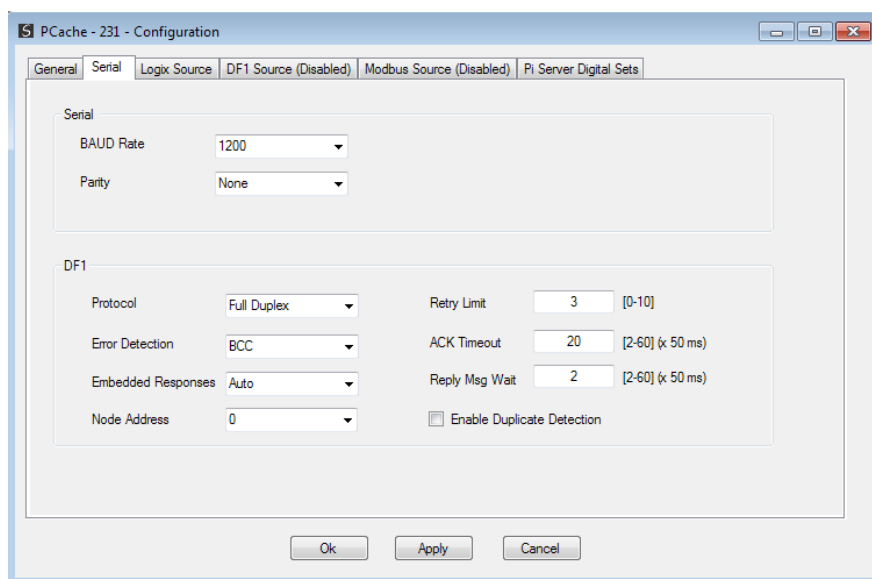 PCache - 231 - Configuration
General Serial Logix Source DF1 Source (Disabled) Modbus Source (Disabled) Pi Server Digital Sets
Serial
BAUD Rate 1200
Parity None
DF1
Protocol Full Duplex Retry Limit 3 [0-10]
Error Detection BCC ACK Timeout 20 [2-60] (x 50 ms)
Embedded Responses Auto Reply Msg Wait 2 [2-60] (x 50 ms)
Node Address 0 Enable Duplicate Detection
Ok Apply Cancel